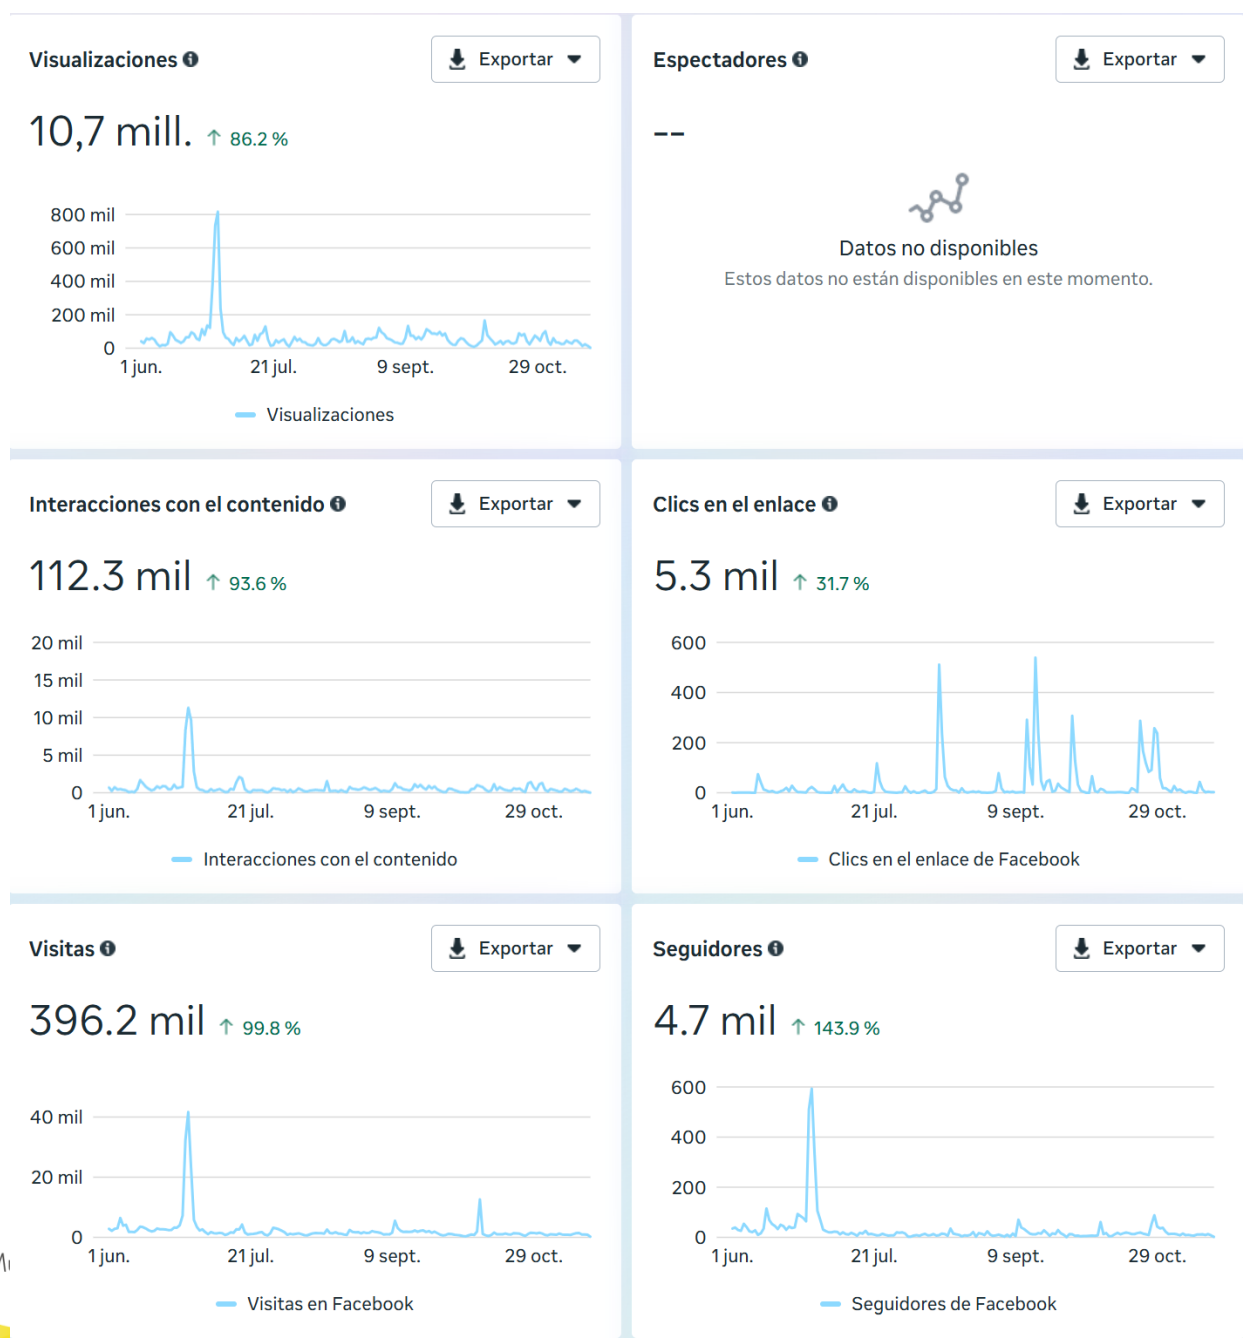 Visualizaciones
Exportar
10,7 mill. ↑ 86.2 %
800 mil
600 mil
400 mil
200 mil
0
1 jun. 21 jul. 9 sept. 29 oct.
Visualizaciones
Espectadores
Exportar
--
Datos no disponibles
Estos datos no están disponibles en este momento.
Interacciones con el contenido
Exportar
112.3 mil ↑ 93.6 %
20 mil
15 mil
10 mil
5 mil
0
1 jun. 21 jul. 9 sept. 29 oct.
Interacciones con el contenido
Clics en el enlace
Exportar
5.3 mil ↑ 31.7 %
600
400
200
0
1 jun. 21 jul. 9 sept. 29 oct.
Clics en el enlace de Facebook
Visitas
Exportar
396.2 mil ↑ 99.8 %
40 mil
20 mil
0
1 jun. 21 jul. 9 sept. 29 oct.
Visitas en Facebook
Seguidores
Exportar
4.7 mil ↑ 143.9 %
600
400
200
0
1 jun. 21 jul. 9 sept. 29 oct.
Seguidores de Facebook